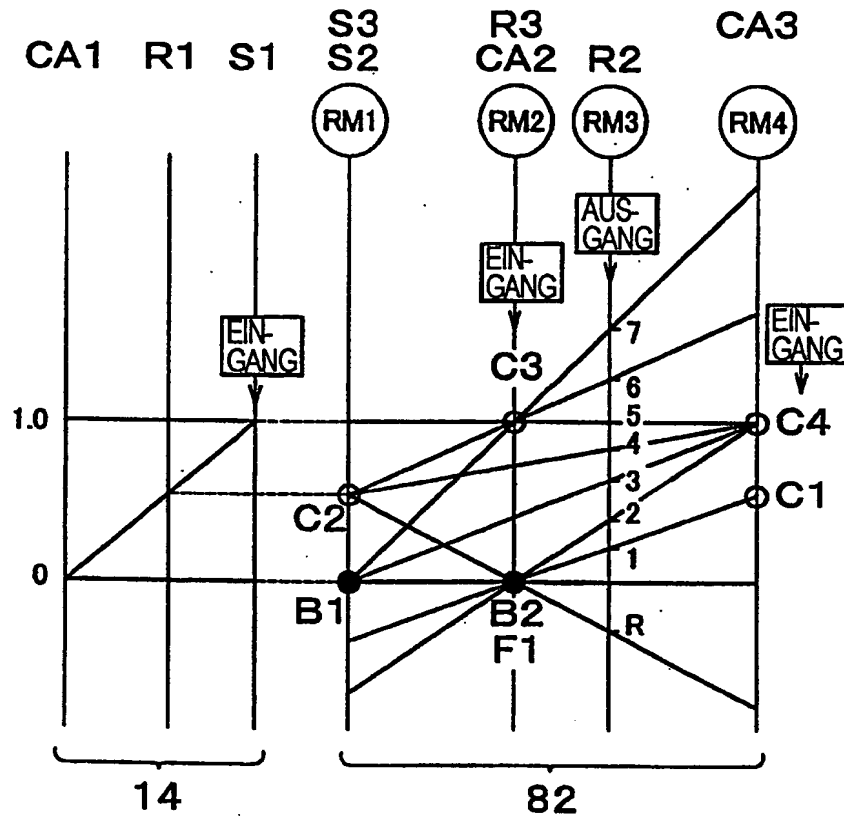 S3 R3 CA3
CA1 R1 S1 S2 CA2 R2
RM1 RM2 RM3 RM4
AUS-
GANG
EIN-
GANG
EIN-
GANG
EIN-
GANG
7
C3
6
1.0
5
C4
4
3
C1
C2
2
1
0
B1
B2
R
F1
14
82